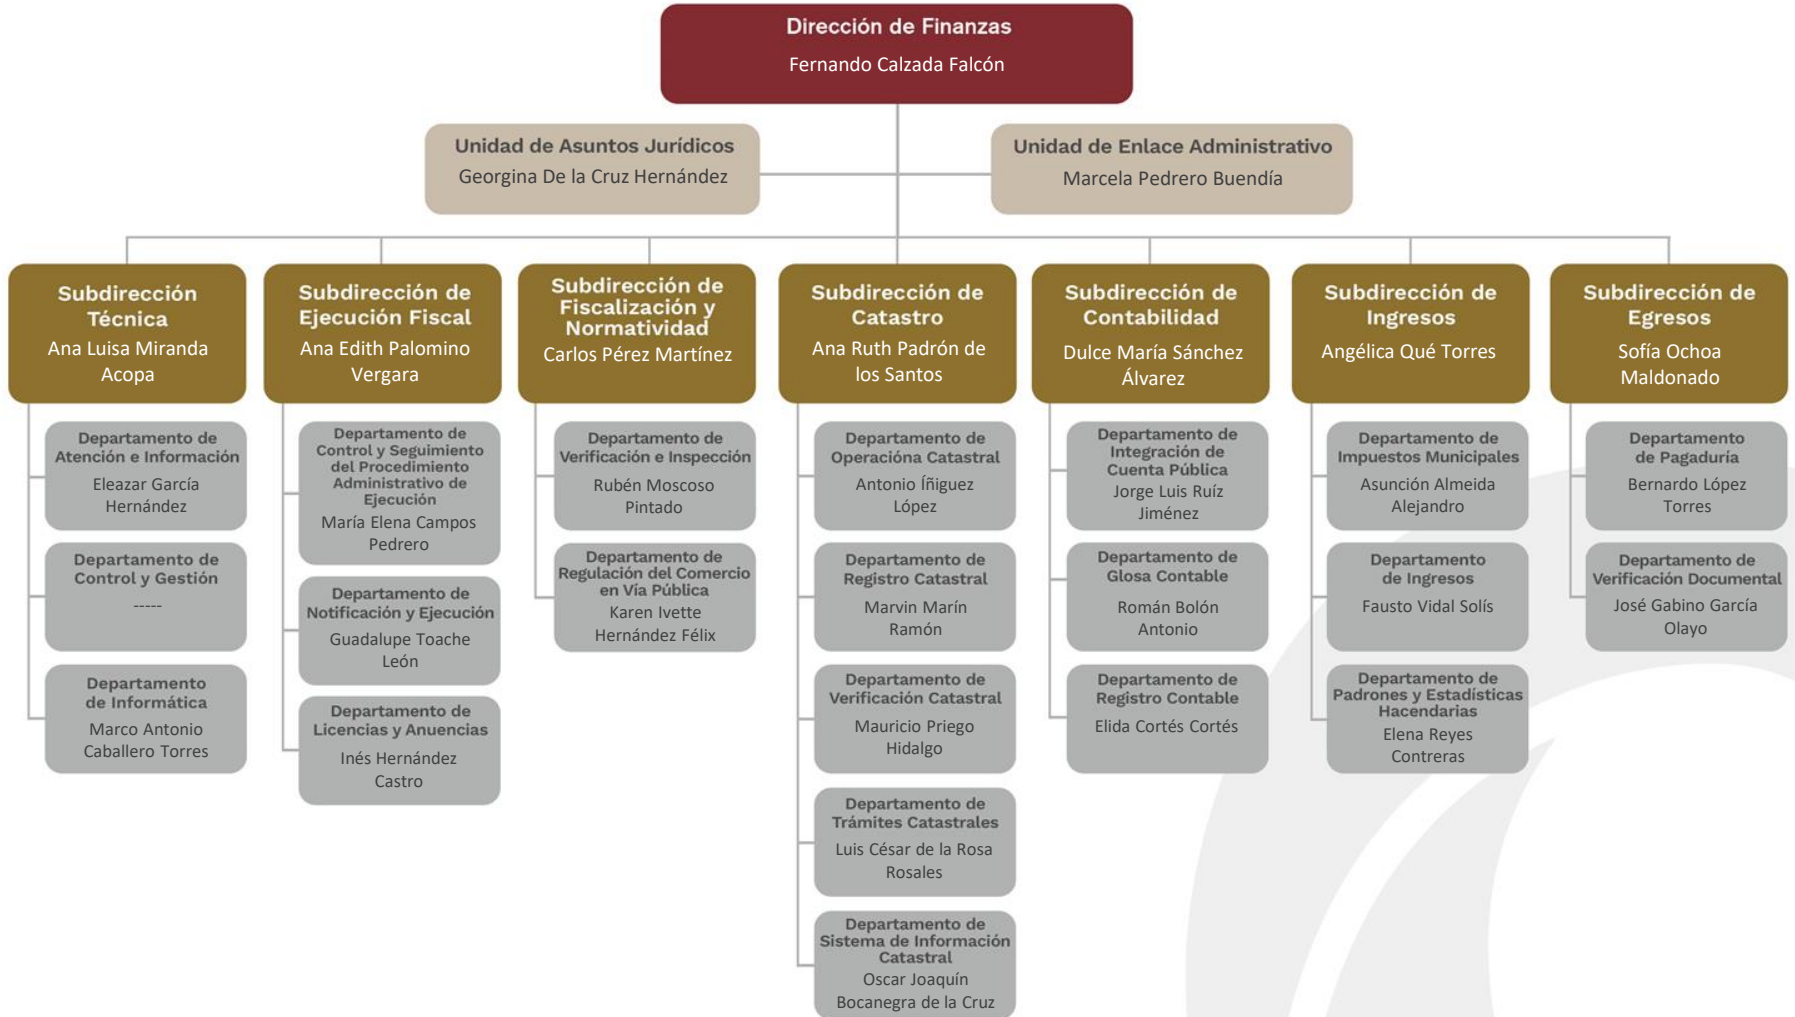 Dirección de Finanzas
Fernando Calzada Falcón
Unidad de Asuntos Jurídicos
Georgina De la Cruz Hernández
Unidad de Enlace Administrativo
Marcela Pedrero Buendía
Subdirección
Técnica
Ana Luisa Miranda
Acopa
Departamento de
Atención e Información
Eleazar García
Hernández
Departamento de
Control y Gestión
-----
Departamento
de Informática
Marco Antonio
Caballero Torres
Subdirección de
Ejecución Fiscal
Ana Edith Palomino
Vergara
Departamento de
Control y Seguimiento
del Procedimiento
Administrativo de
Ejecución
María Elena Campos
Pedrero
Departamento de
Notificación y Ejecución
Guadalupe Toache
León
Departamento de
Licencias y Anuencias
Inés Hernández
Castro
Subdirección de
Fiscalización y
Normatividad
Carlos Pérez Martínez
Departamento de
Verificación e Inspección
Rubén Moscoso
Pintado
Departamento de
Regulación del Comercio
en Vía Pública
Karen Ivette
Hernández Félix
Subdirección de
Catastro
Ana Ruth Padrón de
los Santos
Departamento de
Operacióna Catastral
Antonio Íñiguez
López
Departamento de
Registro Catastral
Marvin Marín
Ramón
Departamento de
Verificación Catastral
Mauricio Priego
Hidalgo
Departamento de
Trámites Catastrales
Luis César de la Rosa
Rosales
Departamento de
Sistema de Información
Catastral
Oscar Joaquín
Bocanegra de la Cruz
Subdirección de
Contabilidad
Dulce María Sánchez
Álvarez
Departamento de
Integración de
Cuenta Pública
Jorge Luis Ruíz
Jiménez
Departamento de
Glosa Contable
Román Bolón
Antonio
Departamento de
Registro Contable
Elida Cortés Cortés
Subdirección de
Ingresos
Angélica Qué Torres
Departamento de
Impuestos Municipales
Asunción Almeida
Alejandro
Departamento
de Ingresos
Fausto Vidal Solís
Departamento de
Padrones y Estadísticas
Hacendarias
Elena Reyes
Contreras
Subdirección de
Egresos
Sofía Ochoa
Maldonado
Departamento
de Pagaduría
Bernardo López
Torres
Departamento de
Verificación Documental
José Gabino García
Olayo